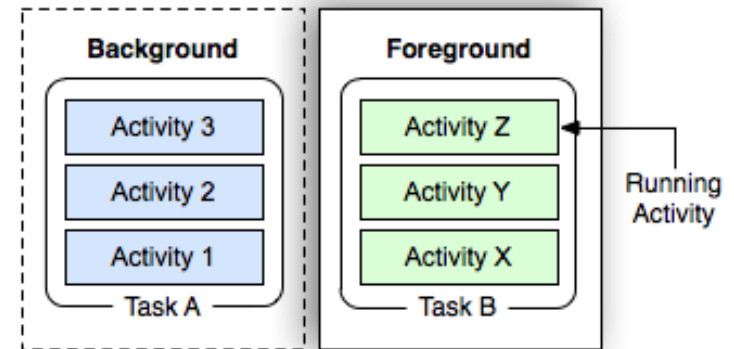 Background
Activity 3
Activity 2
Activity 1
Task A
Foreground
Activity Z
Activity Y
Activity X
Task B
Running
Activity